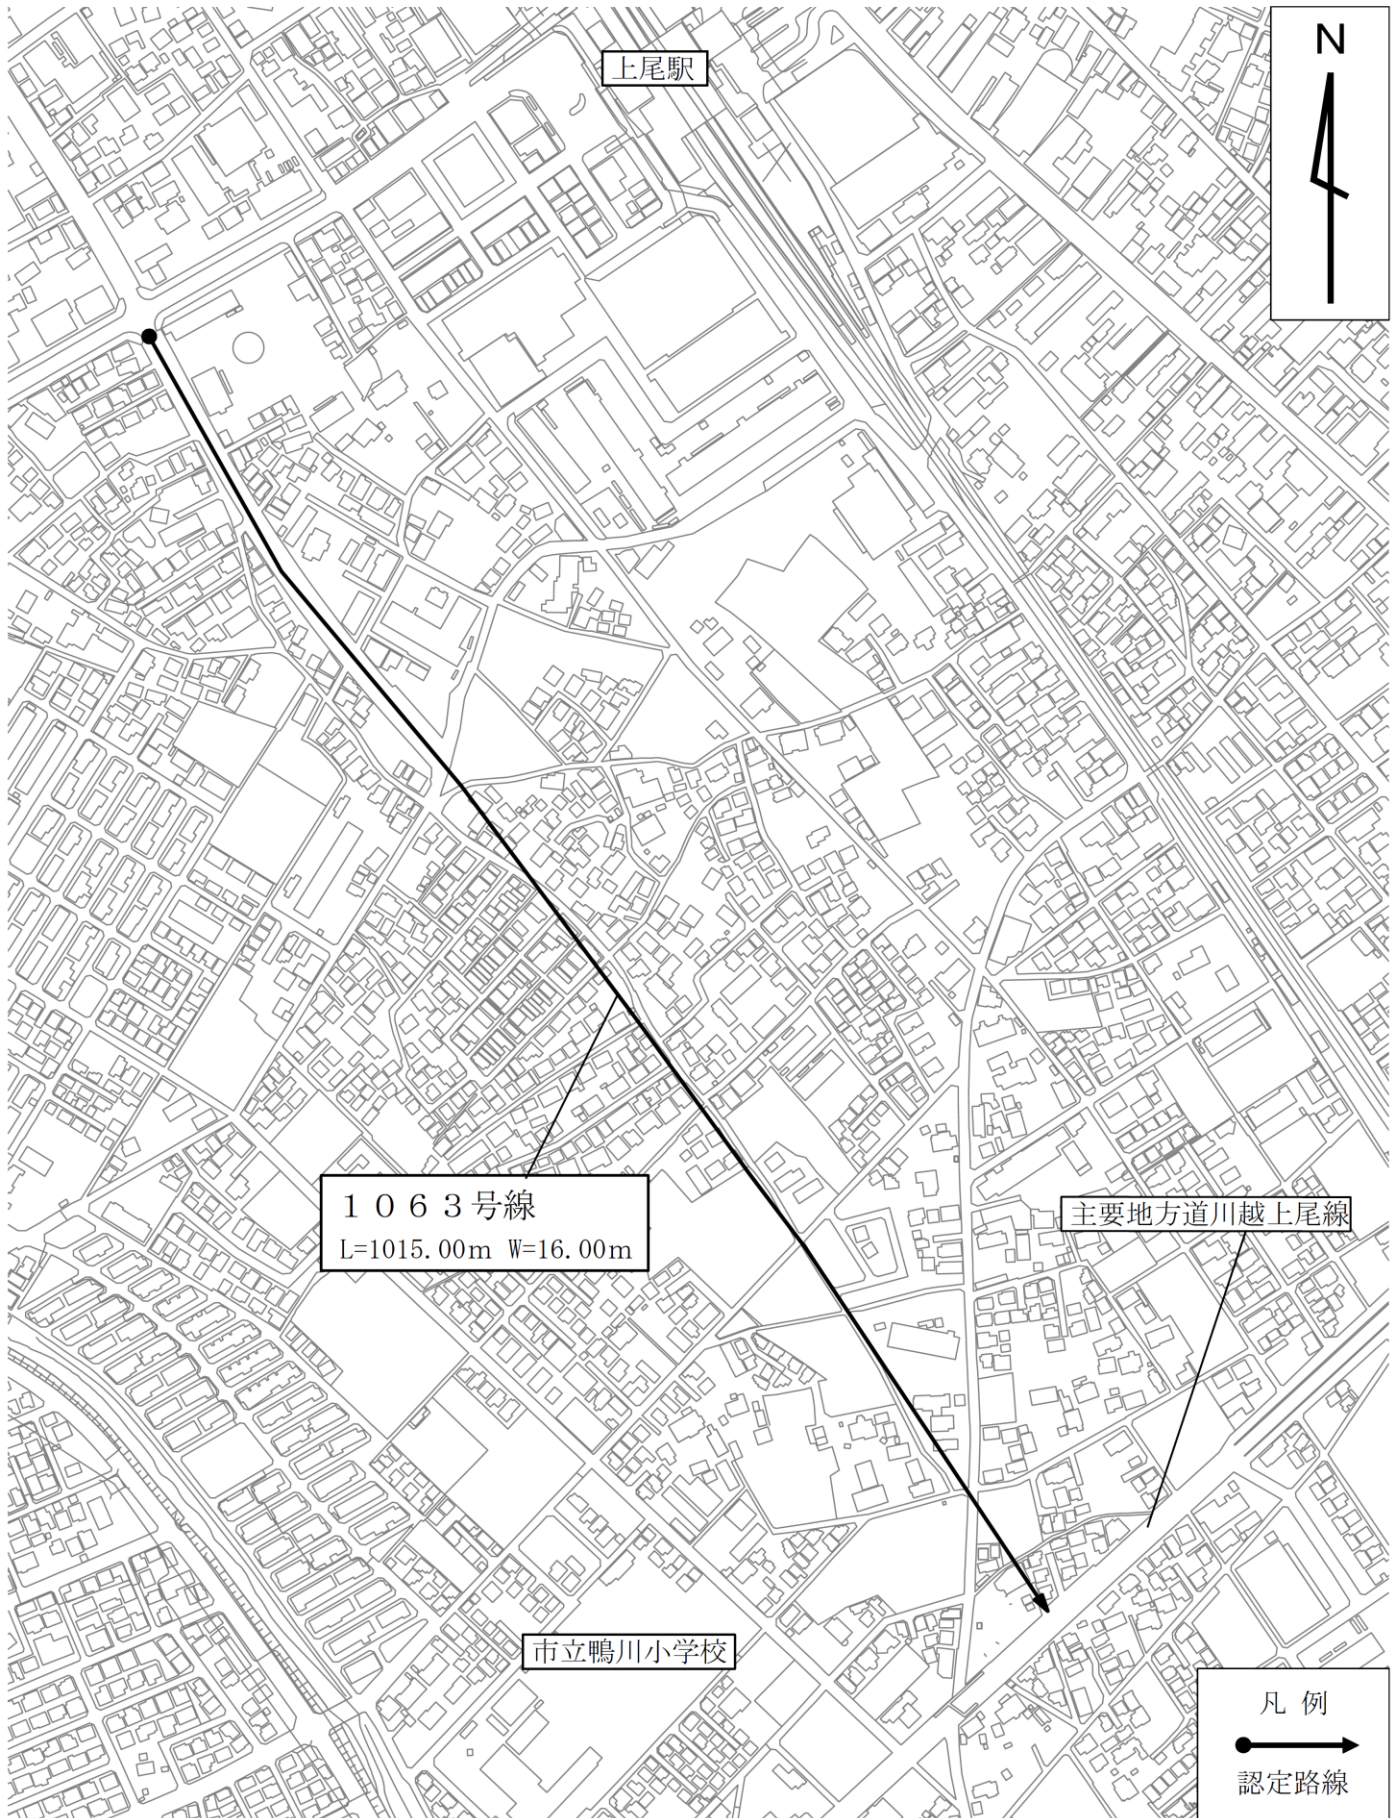 上尾駅
N
１０６３号線
L=1015.00m W=16.00m
主要地方道川越上尾線
市立鴨川小学校
凡 例
認定路線